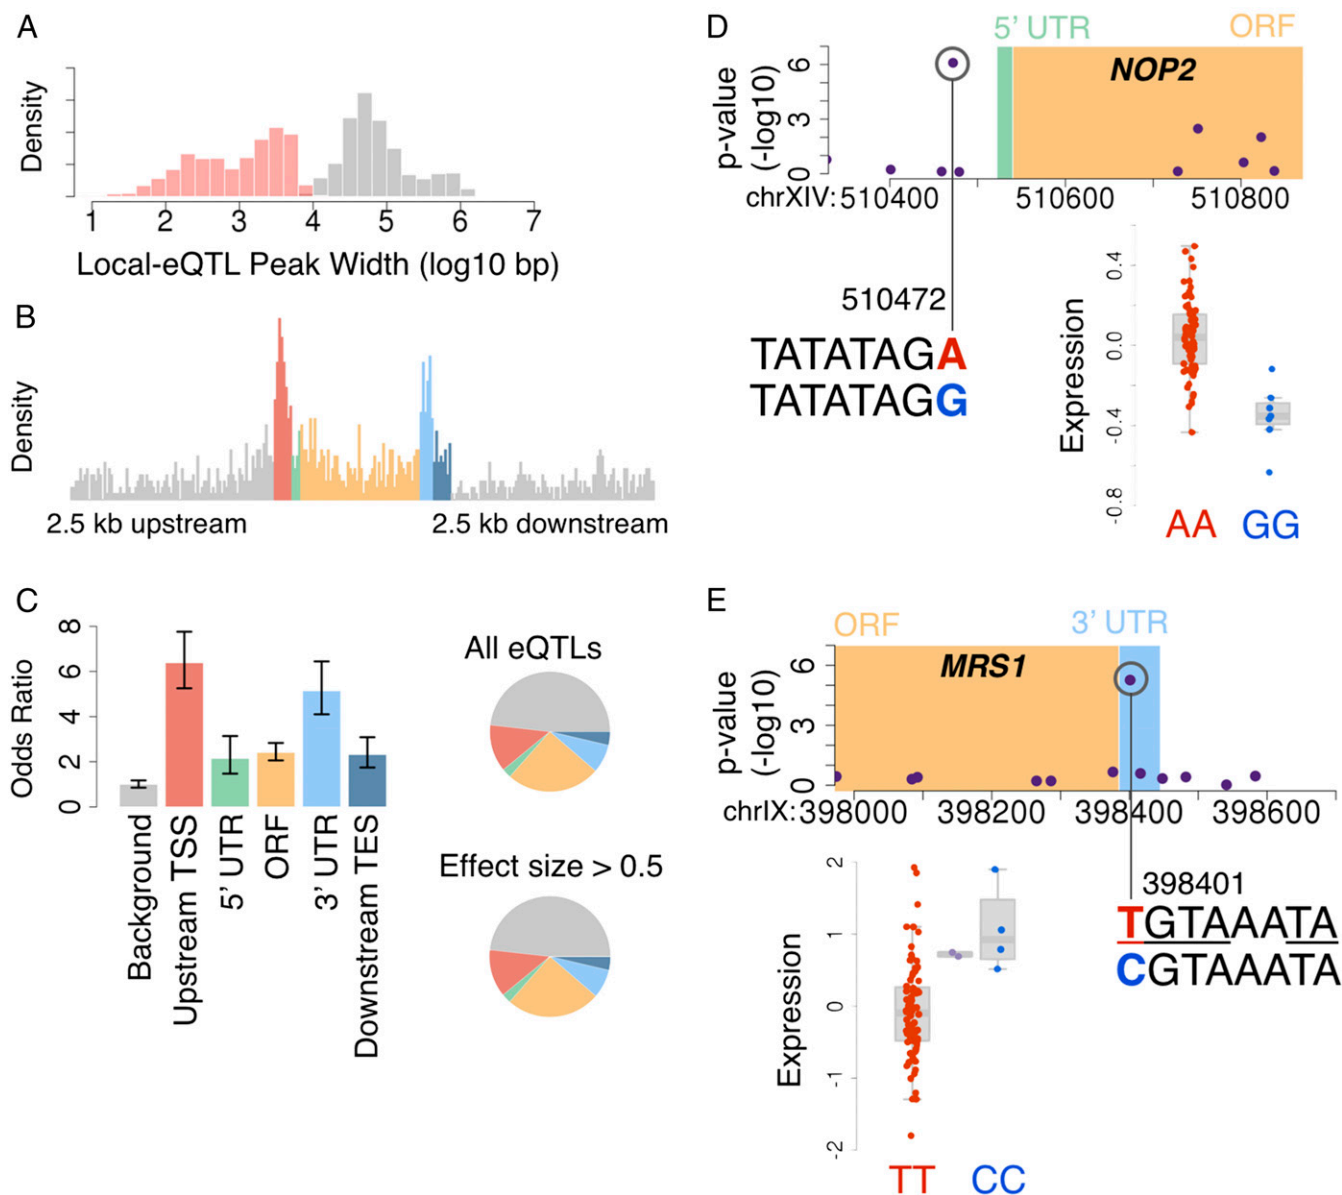 A
Density
1 2 3 4 5 6 7
Local-eQTL Peak Width (log10 bp)
B
Density
2.5 kb upstream 2.5 kb downstream
C
Odds Ratio
8
6
4
2
0
Background
Upstream TSS
5' UTR
ORF
3' UTR
Downstream TES
All eQTLs
Effect size > 0.5
D
5' UTR ORF
NOP2
p-value
(-log10)
6
3
0
chrXIV: 510400 510600 510800
510472
TATATAGA
TATATAGG
Expression
0.4
0.0
-0.4
-0.8
AA GG
E
ORF 3' UTR
MRS1
p-value
(-log10)
6
3
0
chrIX: 398000 398200 398400 398600
398401
TGTAAATA
CGTAAATA
Expression
2
1
0
-1
-2
TT CC